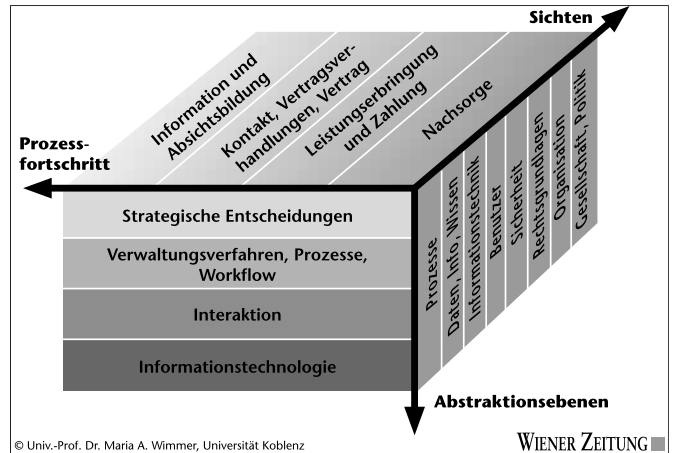 Sichten
Information und
Absichtsbildung
Kontakt, Vertragsver-
handlungen, Vertrag
Leistungserbringung
und Zahlung
Nachsorge
Prozess-
fortschritt
Strategische Entscheidungen
Verwaltungsverfahren, Prozesse,
Workflow
Interaktion
Informationstechnologie
Prozesse
Daten, Info, Wissen
Informationstechnik
Benutzer
Sicherheit
Rechtsgrundlagen
Organisation
Gesellschaft, Politik
Abstraktionsebenen
© Univ.-Prof. Dr. Maria A. Wimmer, Universität Koblenz
WIENER ZEITUNG